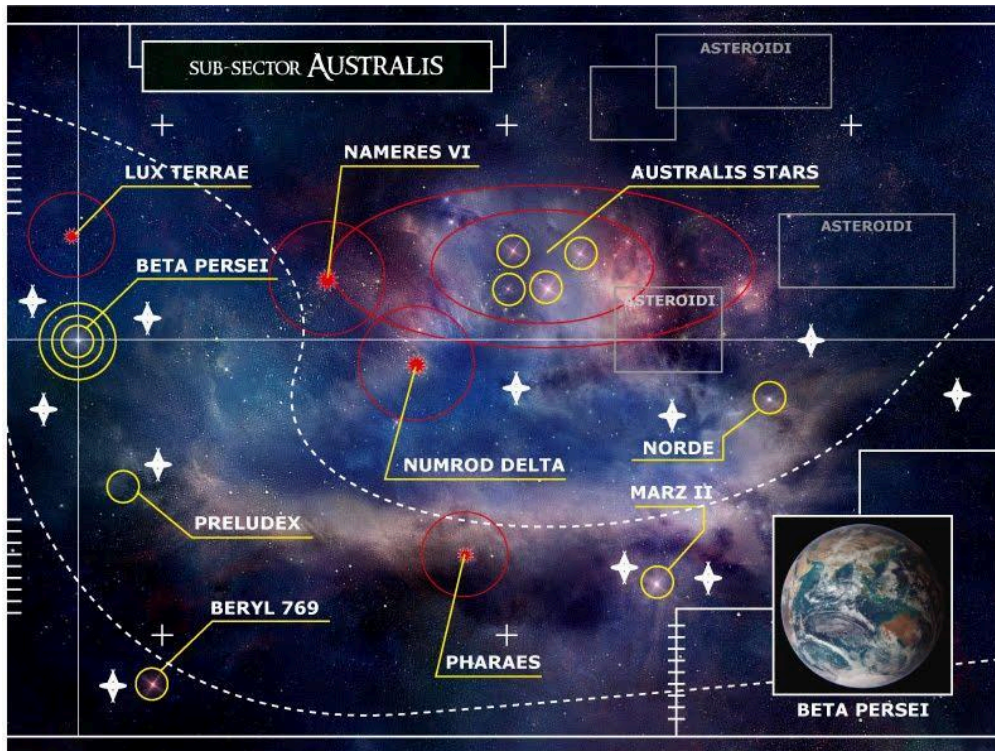 SUB-SECTOR AUSTRALIS
ASTEROIDI
NAMERES VI
LUX TERRAE
AUSTRALIS STARS
ASTEROIDI
BETA PERSEI
ASTEROIDI
NUMROD DELTA
NORDE
MARZ II
PRELUDEX
BERYL 769
PHARAES
BETA PERSEI